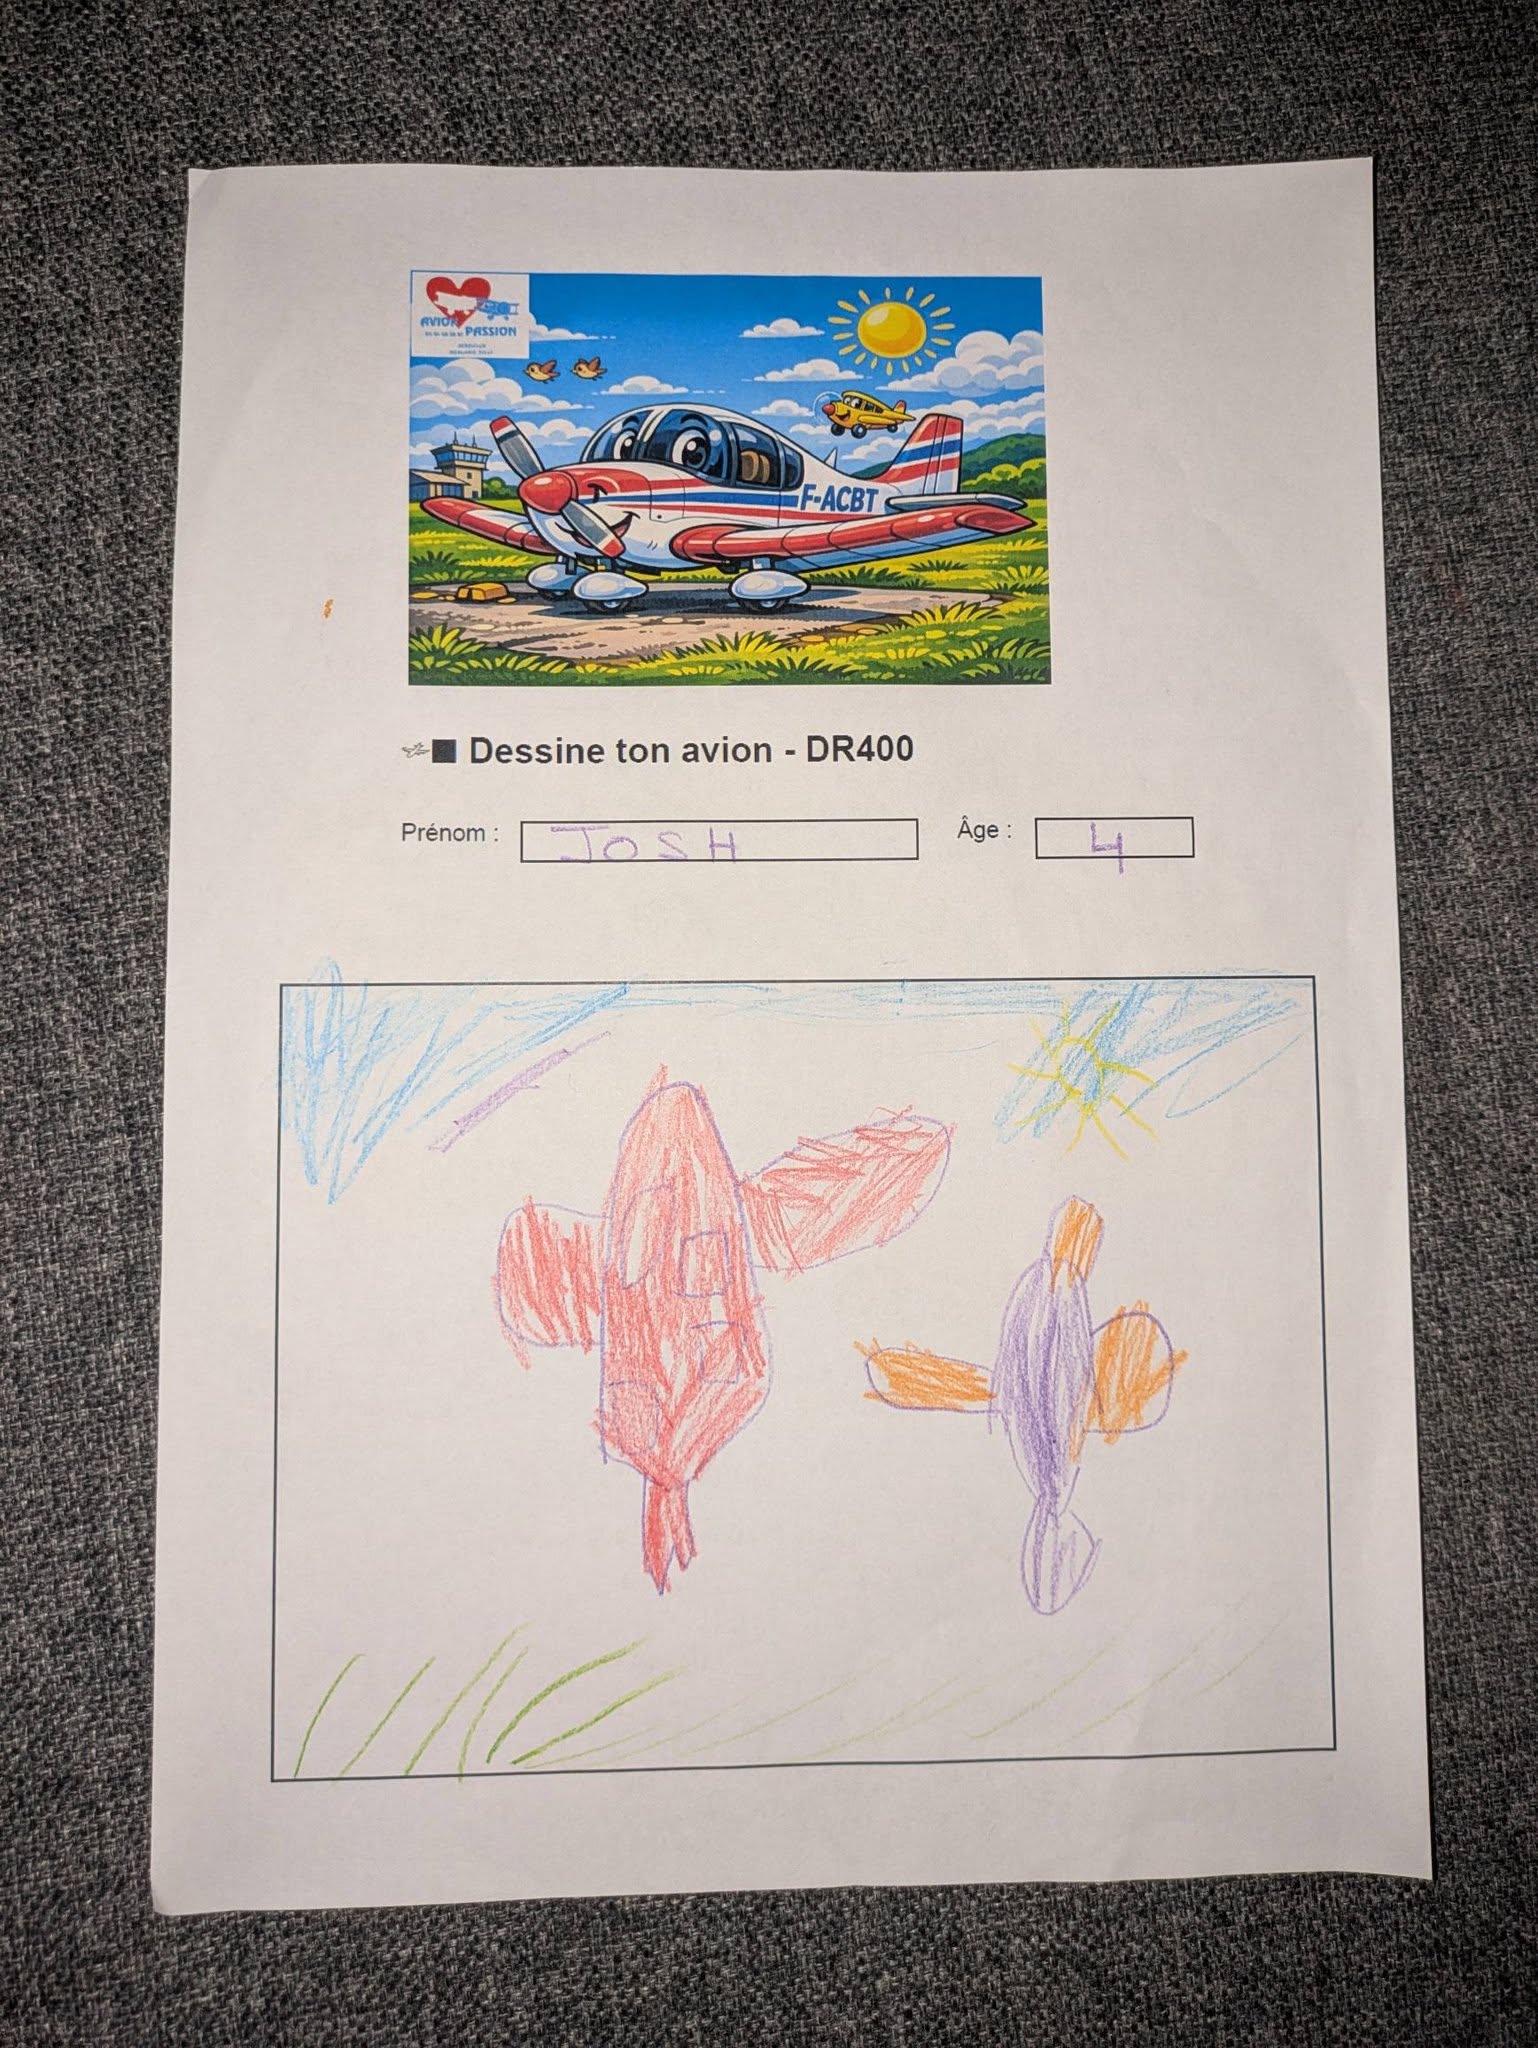 AVION
PASSION
F-ACBT
Dessine ton avion - DR400
Prénom : JOSH Âge : 4